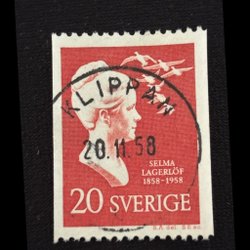 KLIPPAN
20.11.58
SELMA
LAGERLÖF
1858-1958
20 SVERIGE